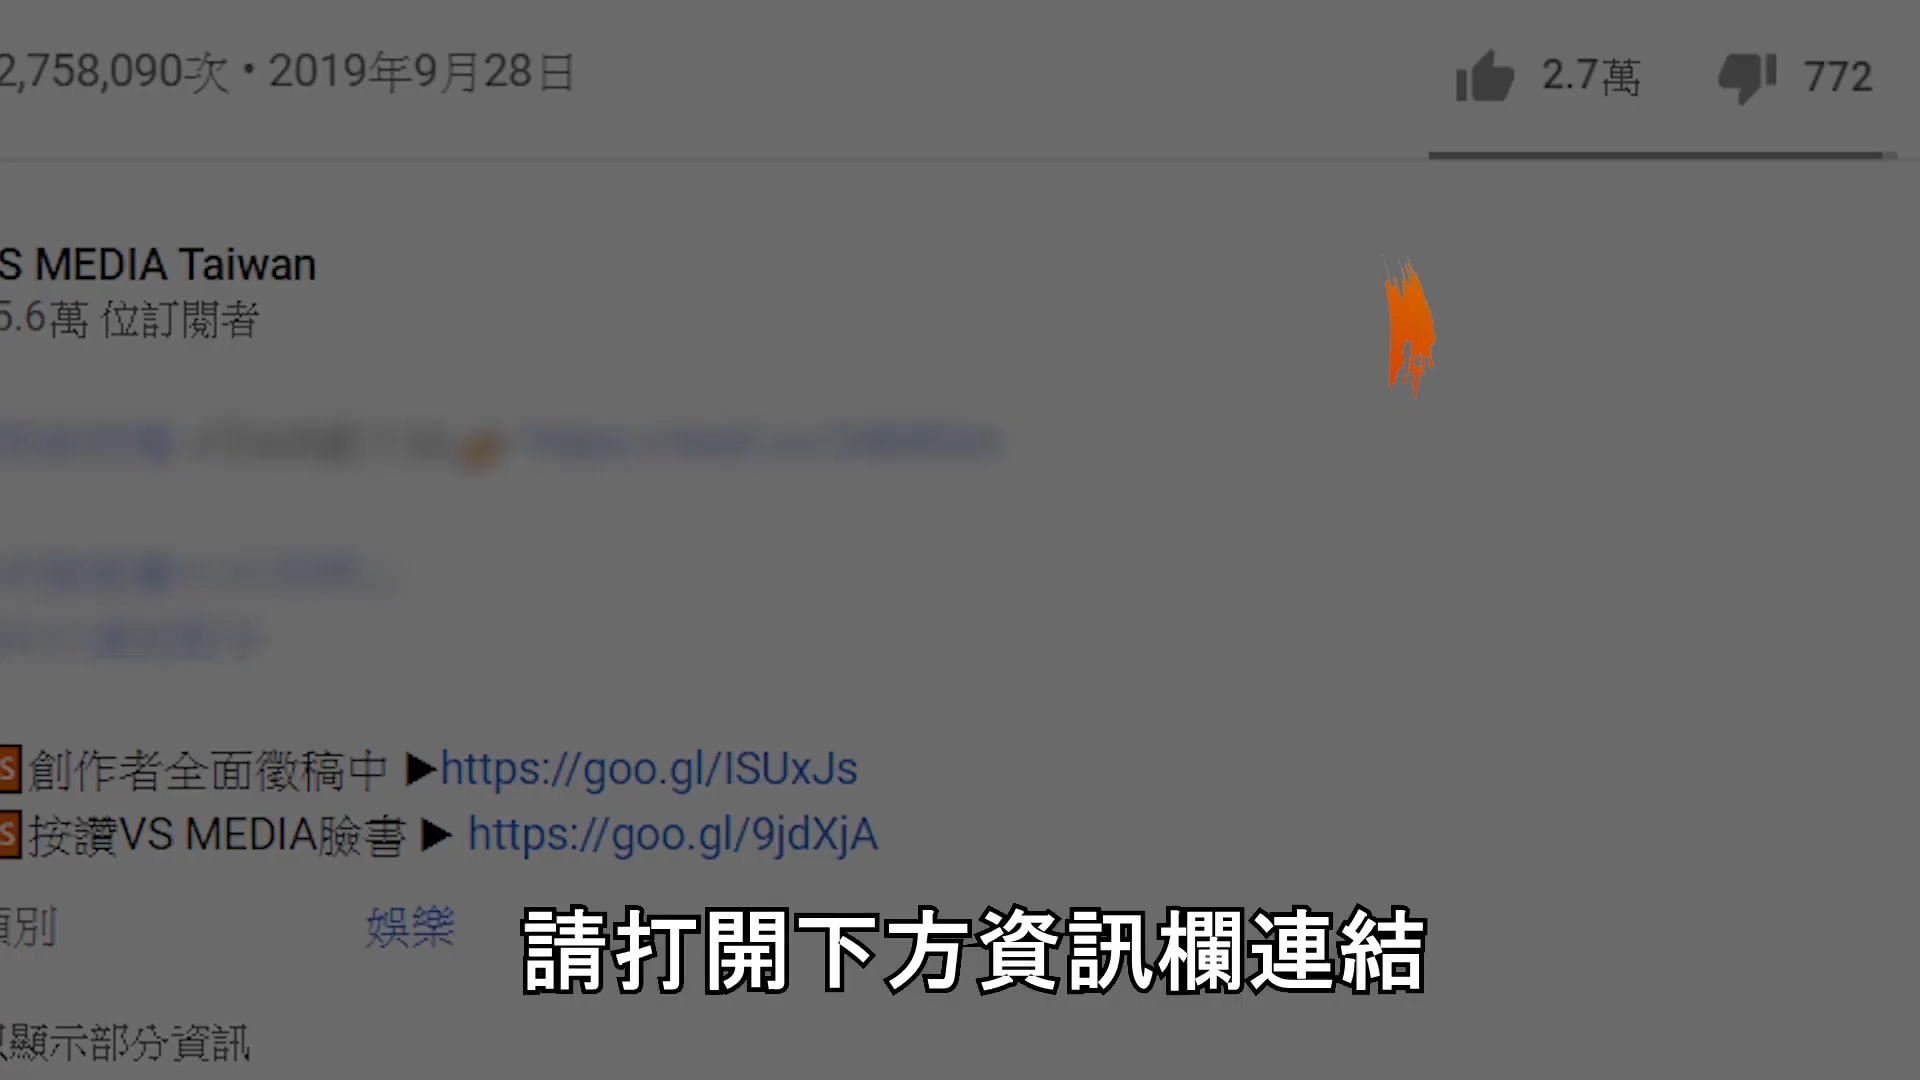 2,758,090次 • 2019年9月28日
2.7萬
772
S MEDIA Taiwan
5.6萬 位訂閱者
S 創作者全面徵稿中 ▶https://goo.gl/ISUxJs
S 按讚VS MEDIA臉書 ▶ https://goo.gl/9jdXjA
類別 娛樂
請打開下方資訊欄連結
只顯示部分資訊